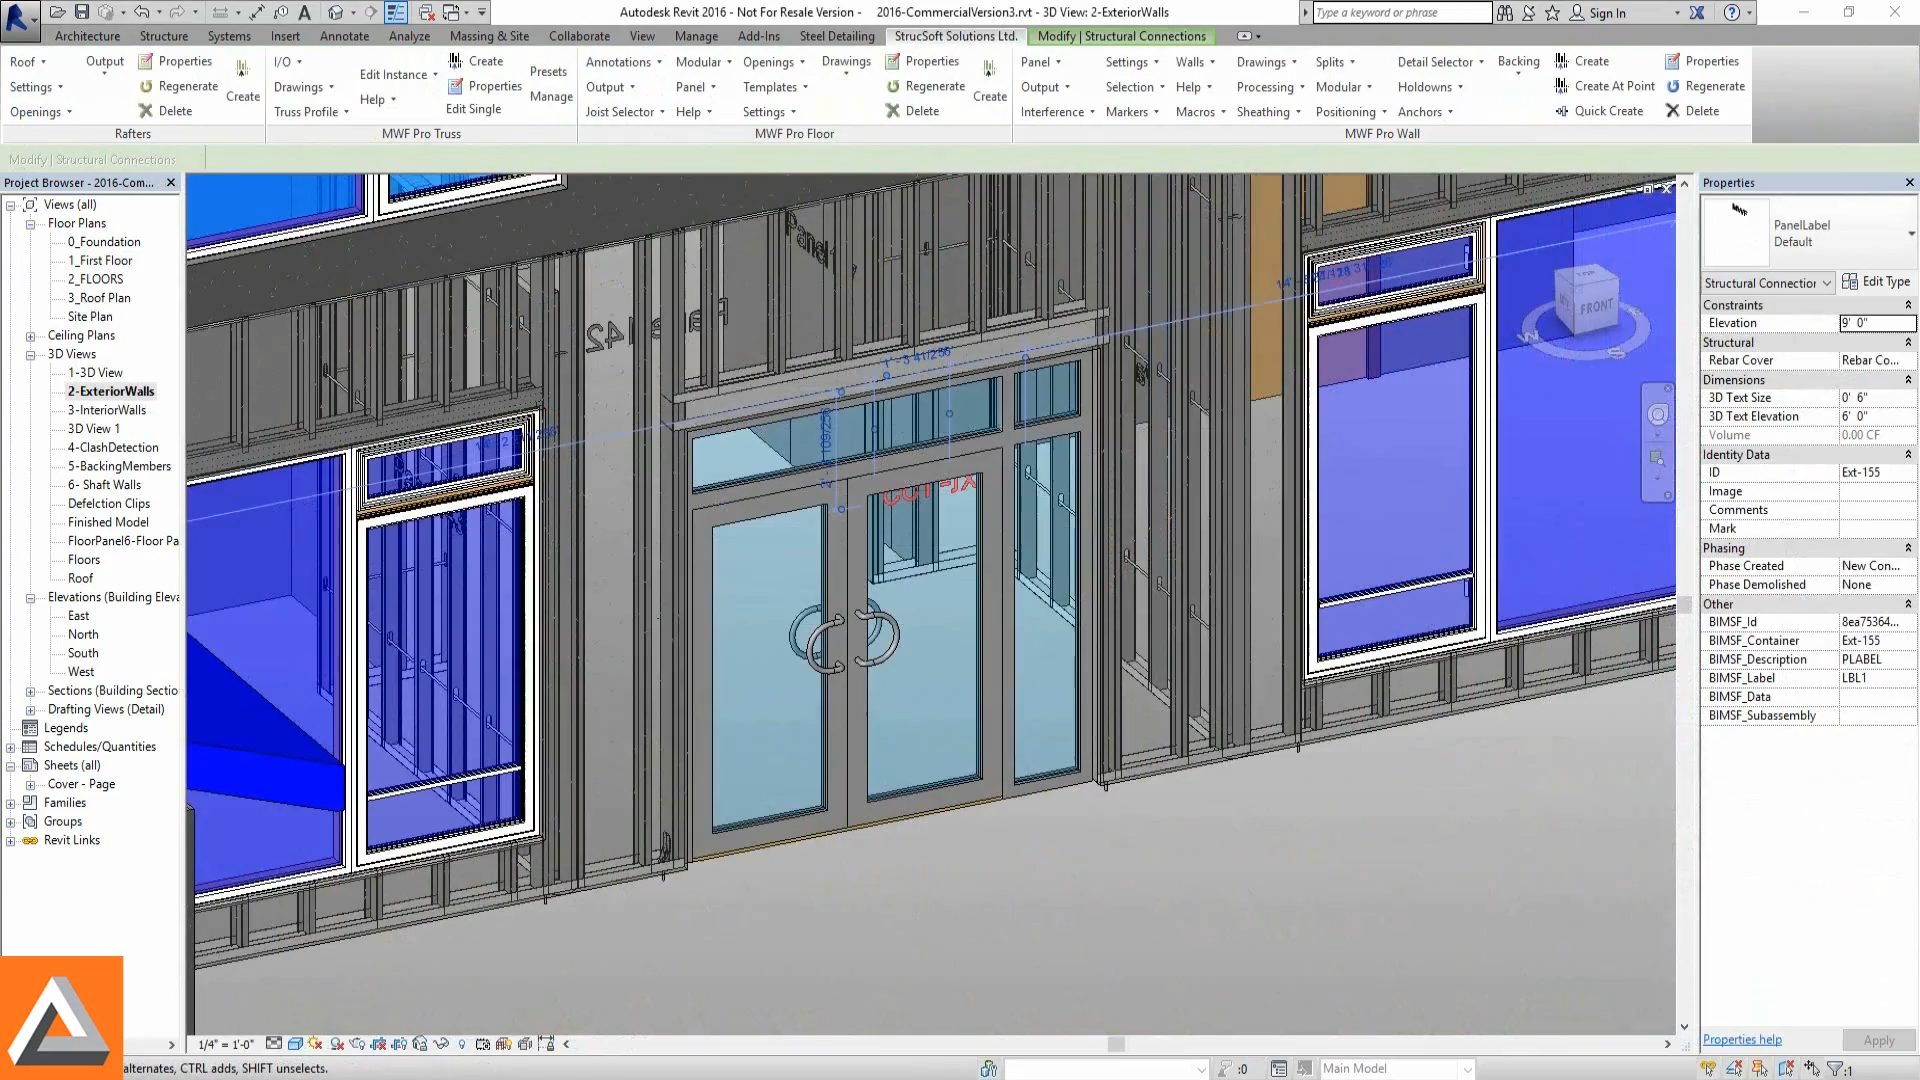 Autodesk Revit 2016 - Not For Resale Version - 2016-CommercialVersion3.rvt - 3D View: 2-ExteriorWalls
Type a keyword or phrase
Sign In
Architecture Structure Systems Insert Annotate Analyze Massing & Site Collaborate View Manage Add-Ins Steel Detailing StrucSoft Solutions Ltd. Modify | Structural Connections
Roof
Settings
Openings
Output
Properties
Regenerate
Delete
Create
Rafters
I/O
Drawings
Truss Profile
Edit Instance
Help
Create
Properties
Edit Single
Presets
Manage
MWF Pro Truss
Annotations
Output
Joist Selector
Modular
Panel
Help
Openings
Templates
Settings
Drawings
Properties
Regenerate
Delete
Create
MWF Pro Floor
Panel
Output
Interference
Settings
Selection
Markers
Walls
Help
Macros
Drawings
Processing
Sheathing
Splits
Modular
Positioning
Detail Selector
Holdowns
Anchors
Backing
Create
Create At Point
Quick Create
Properties
Regenerate
Delete
MWF Pro Wall
Modify | Structural Connections
Project Browser - 2016-Com...
Views (all)
Floor Plans
0_Foundation
1_First Floor
2_FLOORS
3_Roof Plan
Site Plan
Ceiling Plans
3D Views
1-3D View
2-ExteriorWalls
3-InteriorWalls
3D View 1
4-ClashDetection
5-BackingMembers
6- Shaft Walls
Defelction Clips
Finished Model
FloorPanel6-Floor Pa
Floors
Roof
Elevations (Building Eleva
East
North
South
West
Sections (Building Sectio
Drafting Views (Detail)
Legends
Schedules/Quantities
Sheets (all)
Cover - Page
Families
Groups
Revit Links
1' - 3 41/256
FRONT
W
S
Properties
PanelLabel
Default
Structural Connection
Edit Type
Constraints
Elevation 9' 0"
Structural
Rebar Cover Rebar Co...
Dimensions
3D Text Size 0' 6"
3D Text Elevation 6' 0"
Volume 0.00 CF
Identity Data
ID Ext-155
Image
Comments
Mark
Phasing
Phase Created New Con...
Phase Demolished None
Other
BIMSF_Id 8ea75364...
BIMSF_Container Ext-155
BIMSF_Description PLABEL
BIMSF_Label LBL1
BIMSF_Data
BIMSF_Subassembly
Properties help
Apply
1/4" = 1'-0"
alternates, CTRL adds, SHIFT unselects.
:0
Main Model
:1